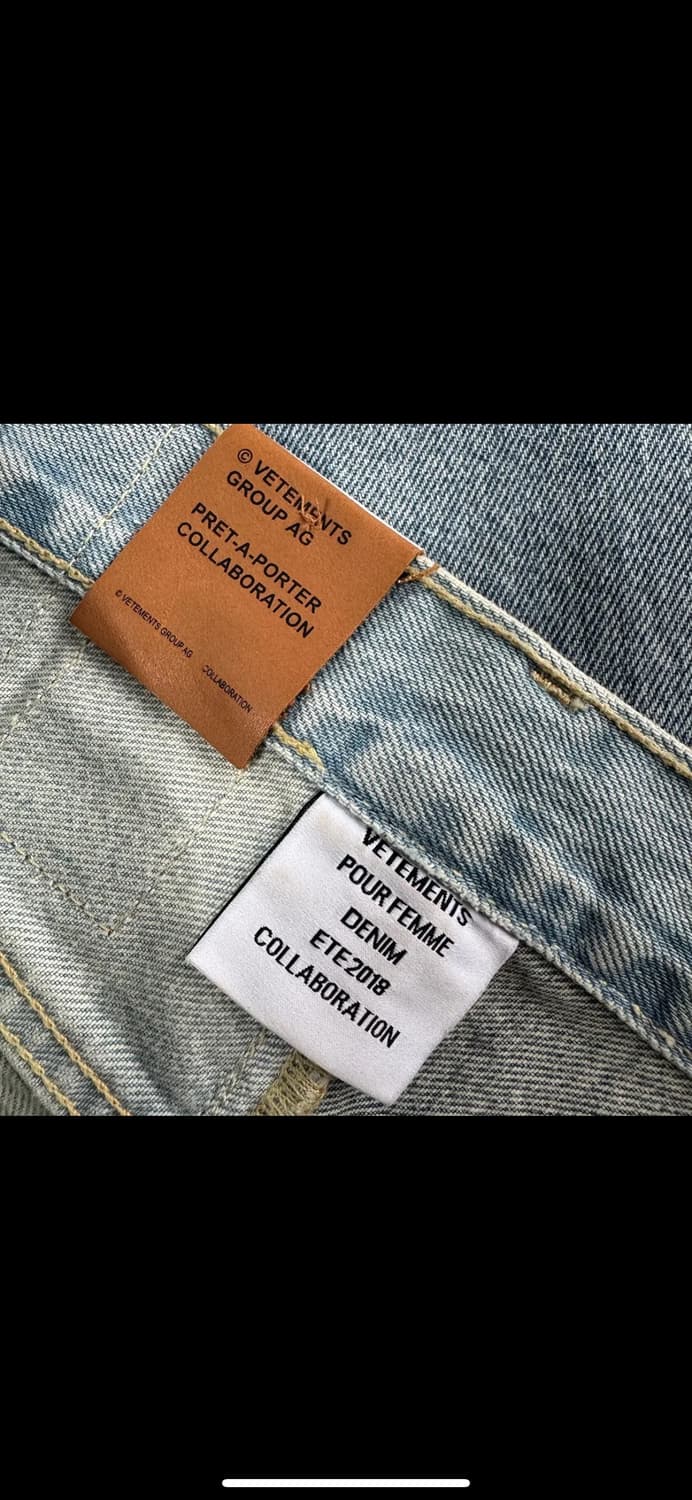 © VETEMENTS
GROUP AG
PRET-A-PORTER
COLLABORATION
© VETEMENTS GROUP AG
COLLABORATION
VETEMENTS
POUR FEMME
DENIM
ETE2018
COLLABORATION